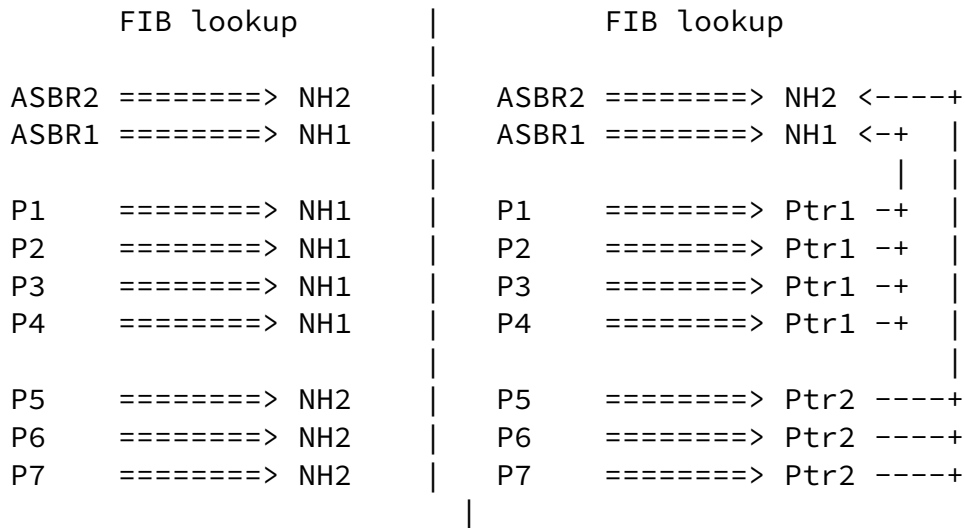 FIB lookup        |          FIB lookup
                        |
ASBR2 ========> NH2     |    ASBR2 ========> NH2 <----+
ASBR1 ========> NH1     |    ASBR1 ========> NH1 <-+  |
                        |                          |  |
P1    ========> NH1     |    P1    ========> Ptr1 -+  |
P2    ========> NH1     |    P2    ========> Ptr1 -+  |
P3    ========> NH1     |    P3    ========> Ptr1 -+  |
P4    ========> NH1     |    P4    ========> Ptr1 -+  |
                        |                             |
P5    ========> NH2     |    P5    ========> Ptr2 ----+
P6    ========> NH2     |    P6    ========> Ptr2 ----+
P7    ========> NH2     |    P7    ========> Ptr2 ----+
                          |